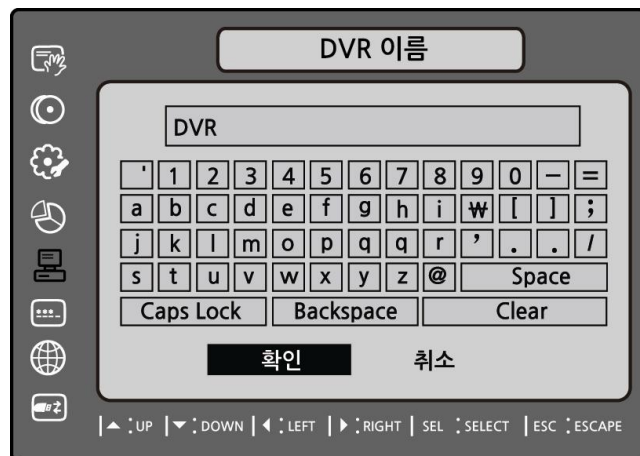 DVR 이름
DVR
' 1 2 3 4 5 6 7 8 9 0 - =
a b c d e f g h i ₩ [ ] ;
j k l m o p q q r ’ . . /
s t u v w x y z @ Space
Caps Lock Backspace Clear
확인 취소
▲ : UP ▼ : DOWN ◀ : LEFT ▶ : RIGHT SEL : SELECT ESC : ESCAPE